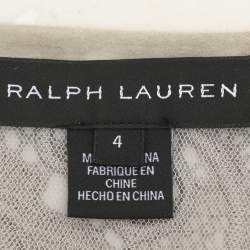 RALPH LAUREN
4
FABRIQUE EN
CHINE
HECHO EN CHINA